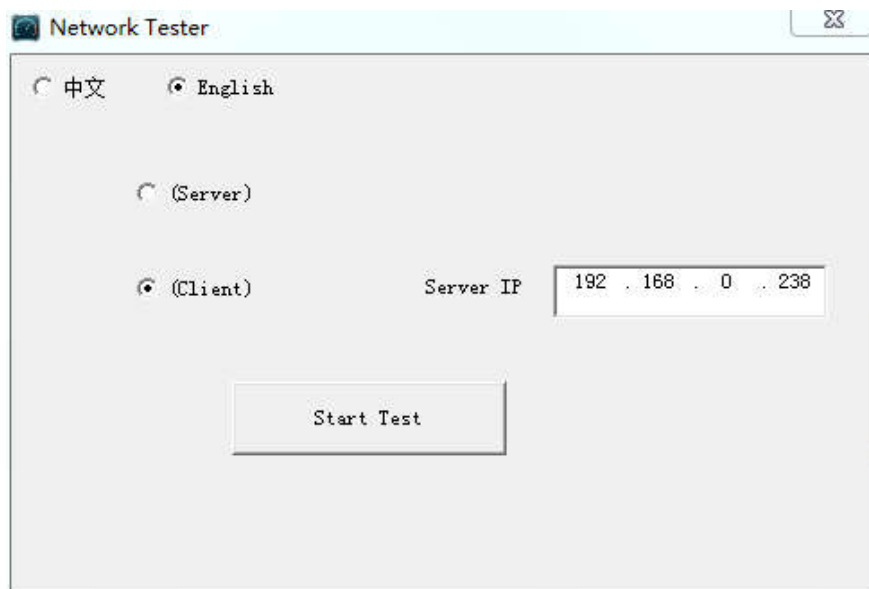 Network Tester
中文 English
(Server)
(Client) Server IP 192 . 168 . 0 . 238
Start Test